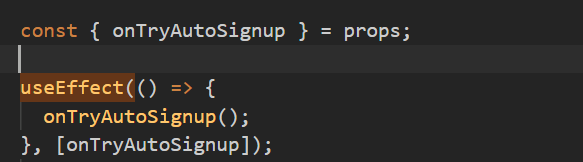 const { onTryAutoSignup } = props;
useEffect(() => {
onTryAutoSignup();
}, [onTryAutoSignup]);